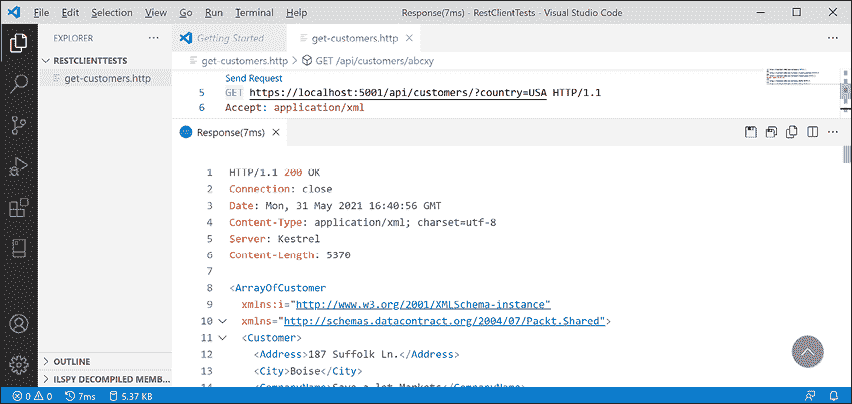 File Edit Selection View Go Run Terminal Help Response(7ms) - RestClientTests - Visual Studio Code
EXPLORER ···
RESTCLIENTTESTS
get-customers.http
OUTLINE
ILSPY DECOMPILED MEMB...
Getting Started get-customers.http
get-customers.http > GET /api/customers/abcxy
Send Request
5 GET https://localhost:5001/api/customers/?country=USA HTTP/1.1
6 Accept: application/xml
Response(7ms)
1 HTTP/1.1 200 OK
2 Connection: close
3 Date: Mon, 31 May 2021 16:40:56 GMT
4 Content-Type: application/xml; charset=utf-8
5 Server: Kestrel
6 Content-Length: 5370
7
8 <ArrayOfCustomer
9 xmlns:i="http://www.w3.org/2001/XMLSchema-instance"
10 xmlns="http://schemas.datacontract.org/2004/07/Packt.Shared">
11 <Customer>
12 <Address>187 Suffolk Ln.</Address>
13 <City>Boise</City>
14 <CompanyName>Save-a-lot Markets</CompanyName>
0 0 7ms 5.37 KB